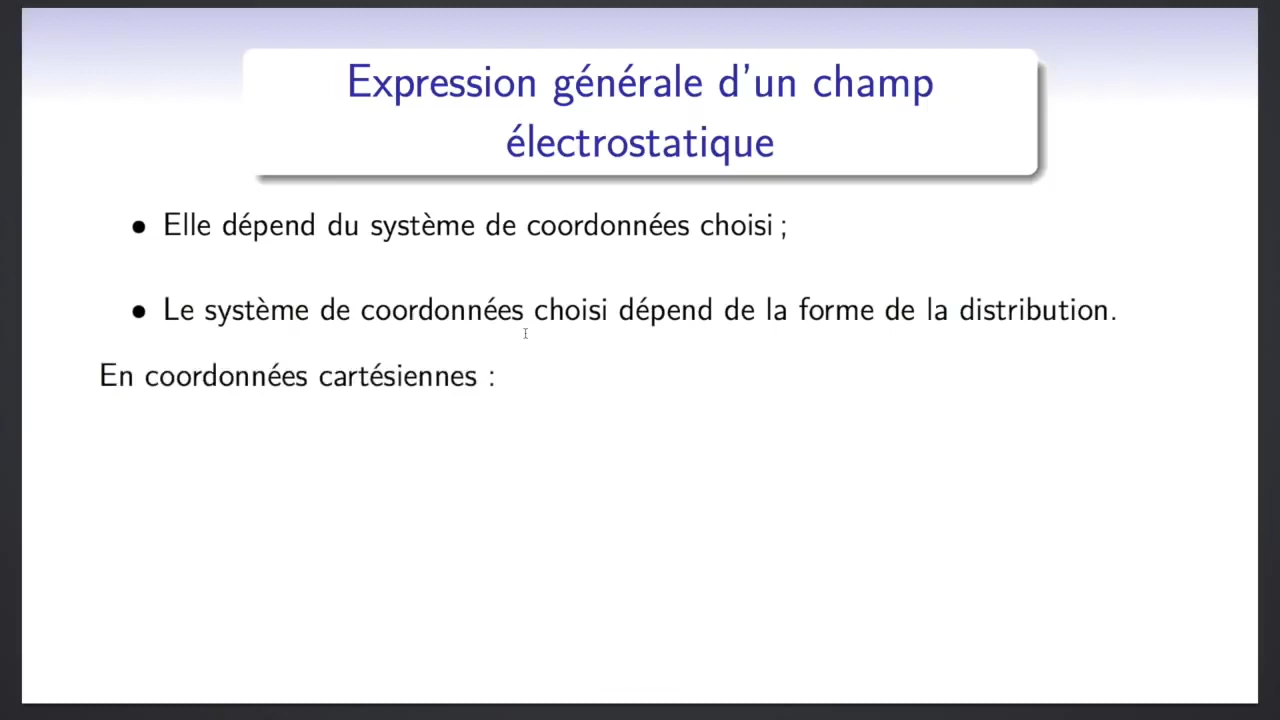 Expression générale d'un champ
électrostatique
• Elle dépend du système de coordonnées choisi ;
• Le système de coordonnées choisi dépend de la forme de la distribution.
En coordonnées cartésiennes :